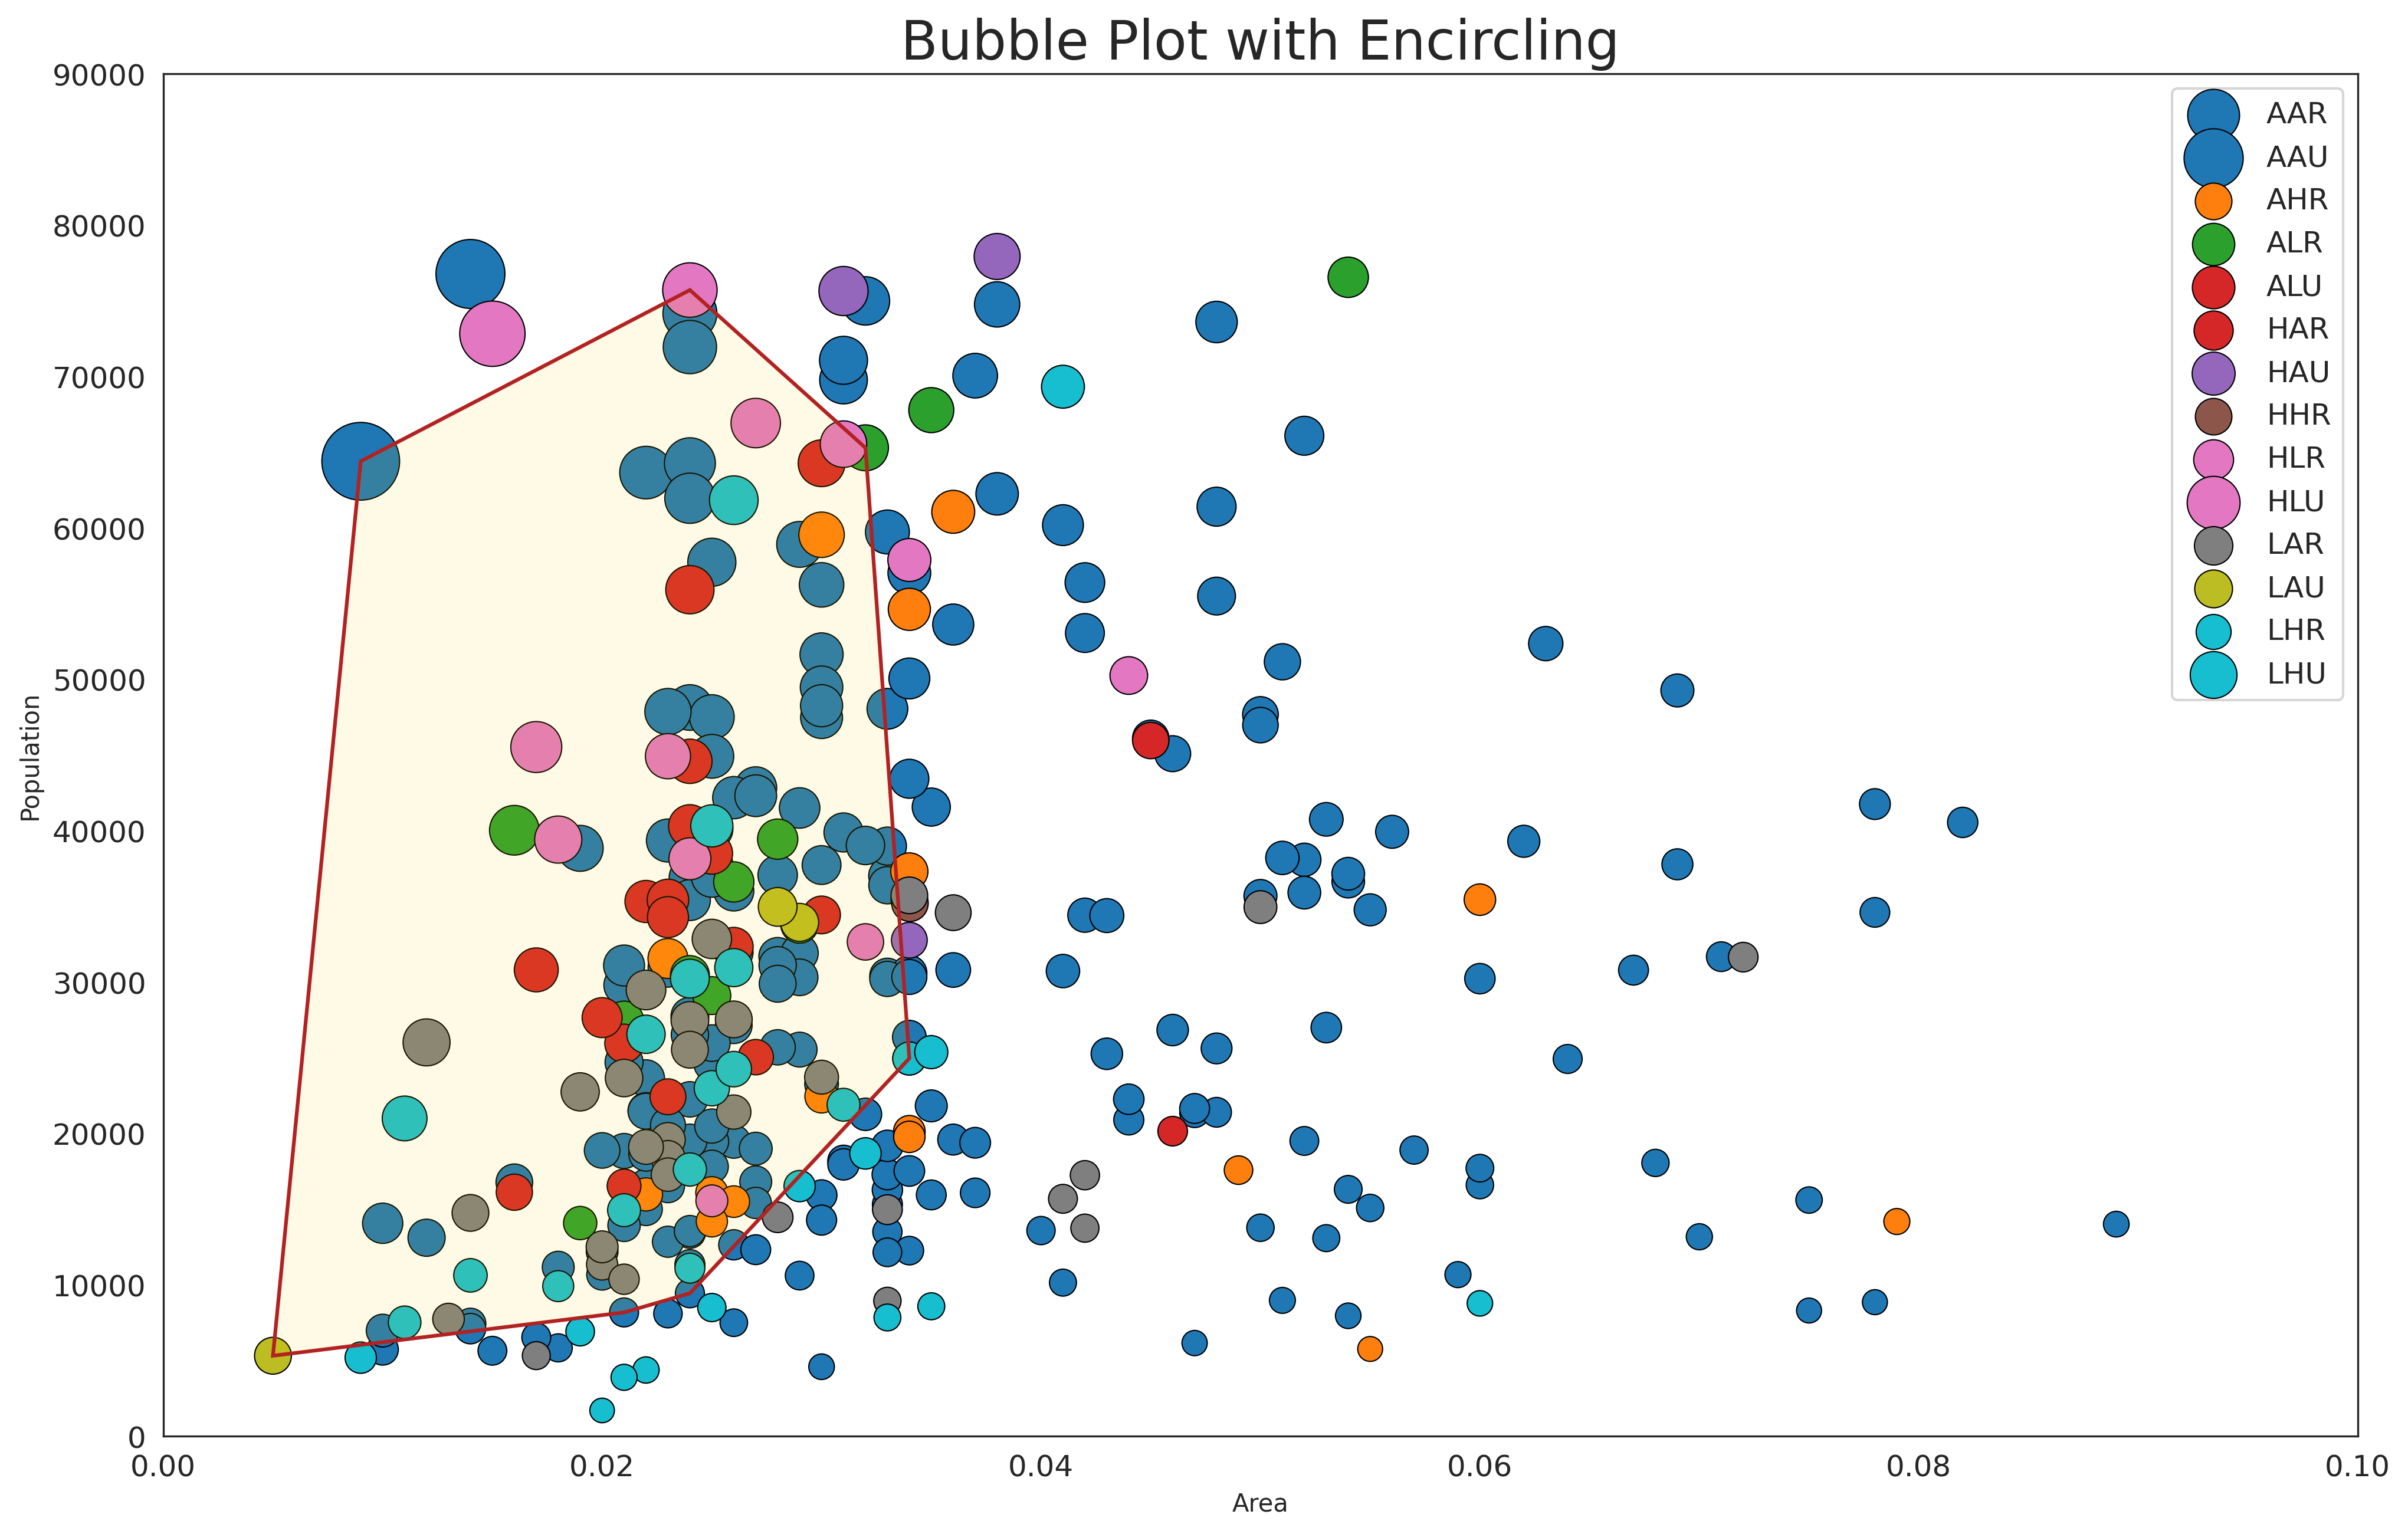 Bubble Plot with Encircling
90000
80000
70000
60000
50000
40000
30000
20000
10000
0
Population
0.00
0.02
0.04
0.06
0.08
0.10
Area
AAR
AAU
AHR
ALR
ALU
HAR
HAU
HHR
HLR
HLU
LAR
LAU
LHR
LHU